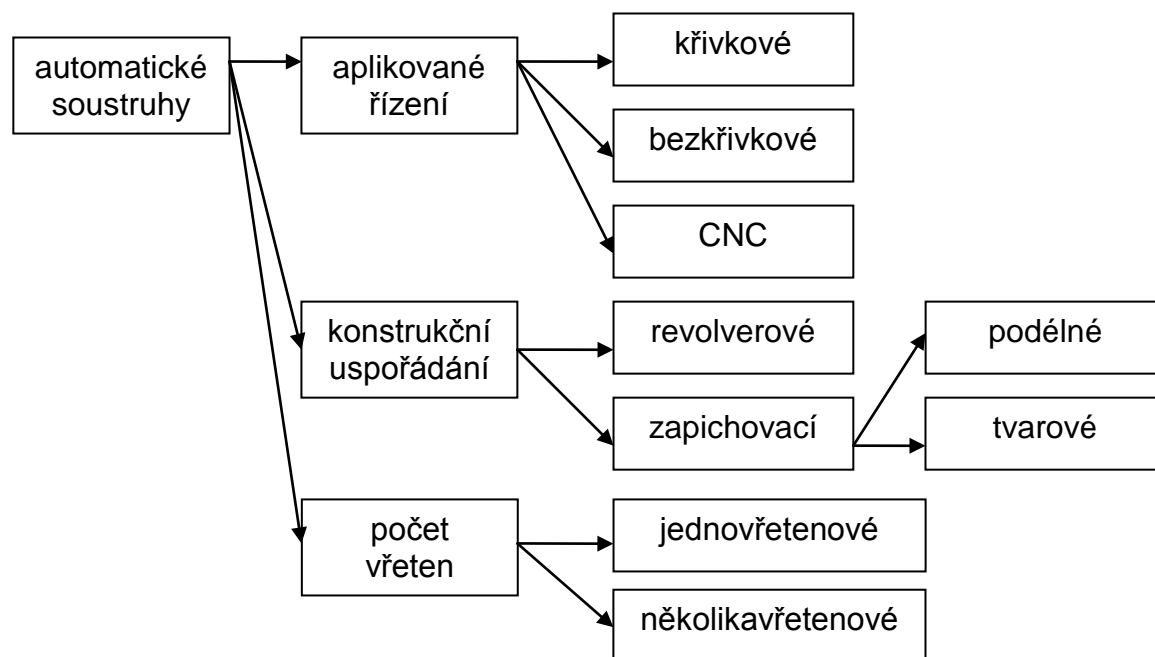 automatické
soustruhy
aplikované
řízení
křivkové
bezkřivkové
CNC
konstrukční
uspořádání
revolverové
zapichovací
podélné
tvarové
počet
vřeten
jednovřetenové
několikavřetenové